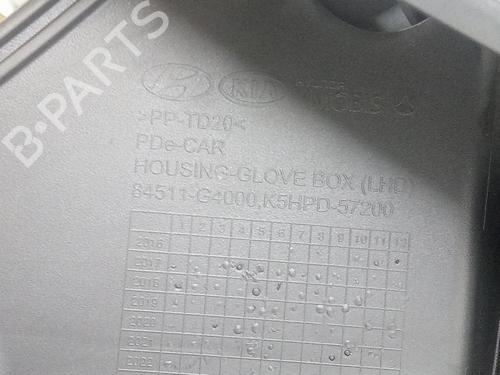 B-PARTS
KIA MOBIS
>PP-TD20<
PDe-CAR
HOUSING-GLOVE BOX (LHD)
84511-G4000,K5HPD-57200
1 2 3 4 5 6 7 8 9 10 11 12
2016
2017
2018
2019
2020
2021
2022